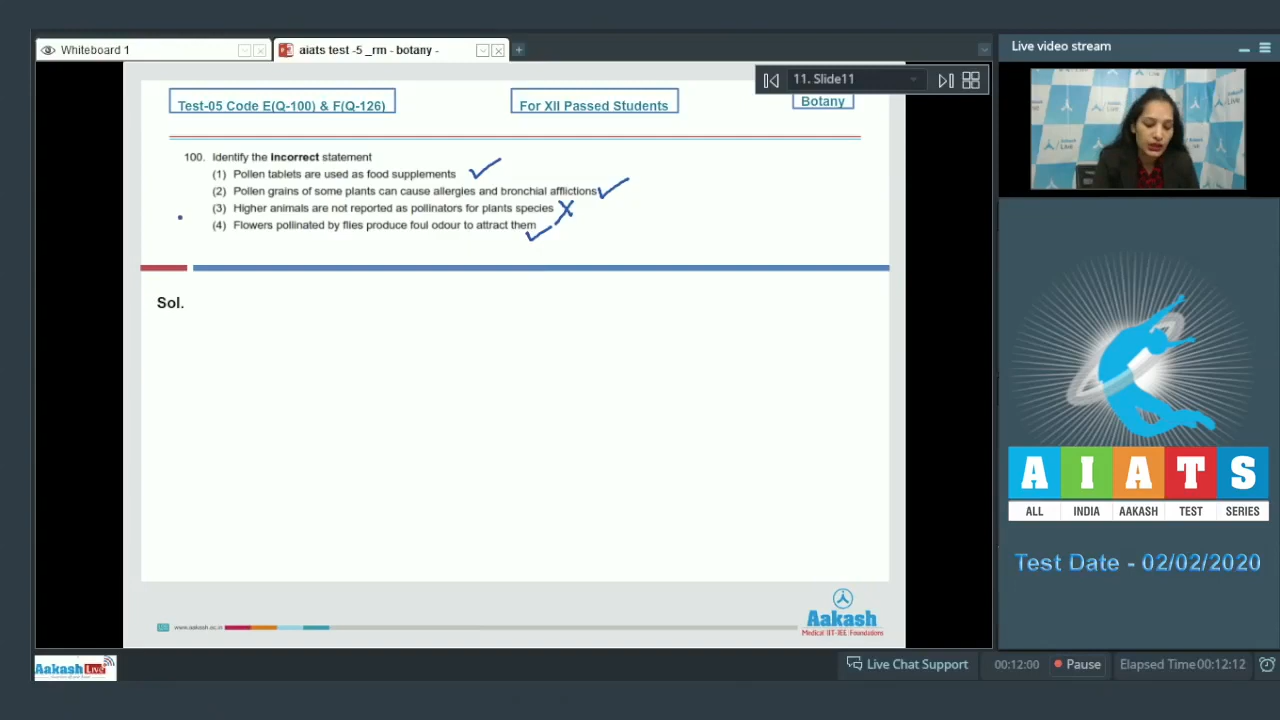 Whiteboard 1
aiats test -5 _rm - botany -
Live video stream
11. Slide11
Test-05 Code E(Q-100) & F(Q-126)
For XII Passed Students
Botany
100. Identify the Incorrect statement
(1) Pollen tablets are used as food supplements
(2) Pollen grains of some plants can cause allergies and bronchial afflictions
(3) Higher animals are not reported as pollinators for plants species
(4) Flowers pollinated by flies produce foul odour to attract them
Sol.
A I A T S
ALL INDIA AAKASH TEST SERIES
Test Date - 02/02/2020
www.aakash.ac.in
Aakash
Medical IIT-JEE Foundations
Aakash Live
Live Chat Support
00:12:00
Pause
Elapsed Time 00:12:12